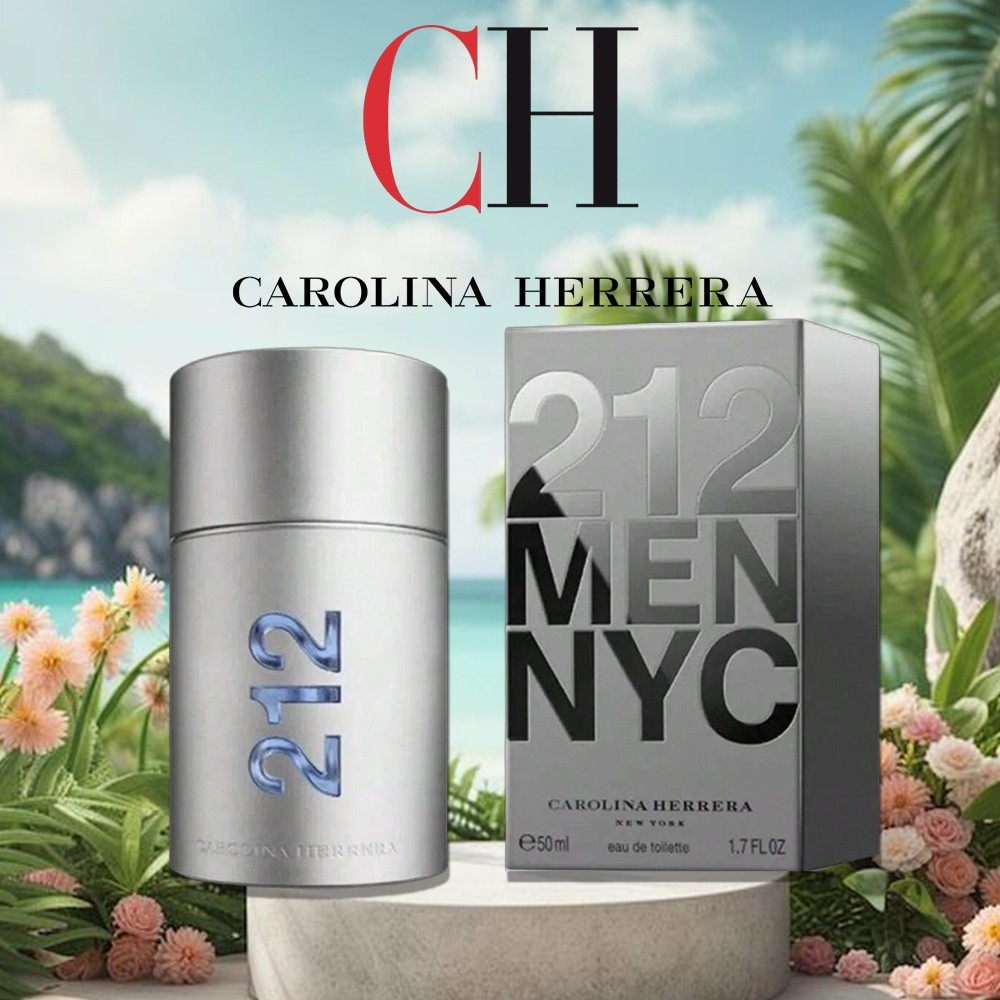 CH
CAROLINA HERRERA
212
CAROLINA HERRERA
212
MEN
NYC
CAROLINA HERRERA
NEW YORK
e50ml
eau de toilette
1.7 FL OZ